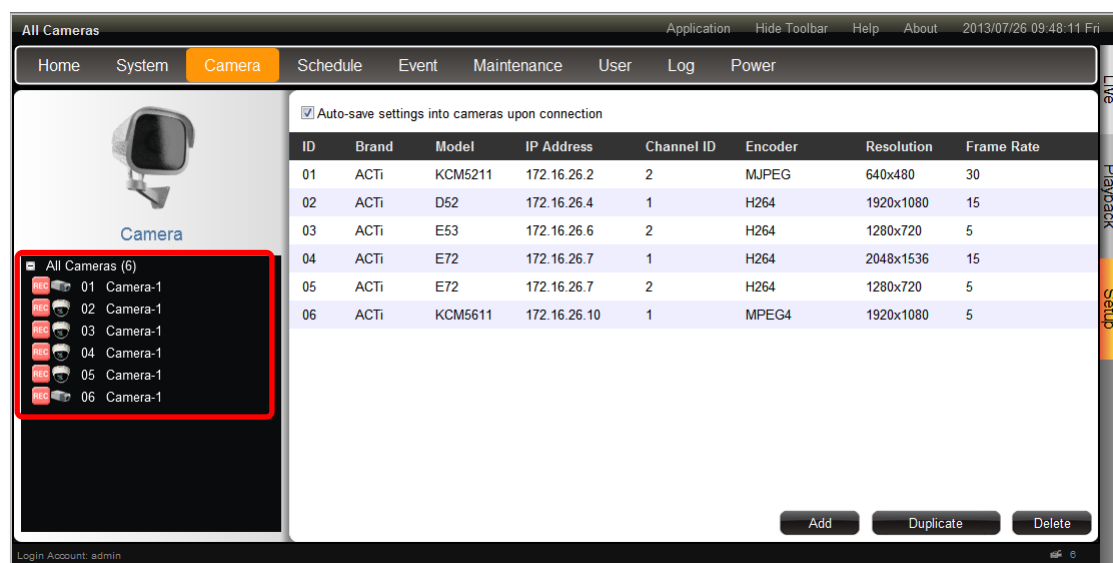 All Cameras Application Hide Toolbar Help About 2013/07/26 09:48:11 Fri
Home System Camera Schedule Event Maintenance User Log Power
Live
Playback
Setup
Camera
All Cameras (6)
REC 01 Camera-1
REC 02 Camera-1
REC 03 Camera-1
REC 04 Camera-1
REC 05 Camera-1
REC 06 Camera-1
Auto-save settings into cameras upon connection
ID Brand Model IP Address Channel ID Encoder Resolution Frame Rate
01 ACTi KCM5211 172.16.26.2 2 MJPEG 640x480 30
02 ACTi D52 172.16.26.4 1 H264 1920x1080 15
03 ACTi E53 172.16.26.6 2 H264 1280x720 5
04 ACTi E72 172.16.26.7 1 H264 2048x1536 15
05 ACTi E72 172.16.26.7 2 H264 1280x720 5
06 ACTi KCM5611 172.16.26.10 1 MPEG4 1920x1080 5
Add Duplicate Delete
Login Account: admin 6